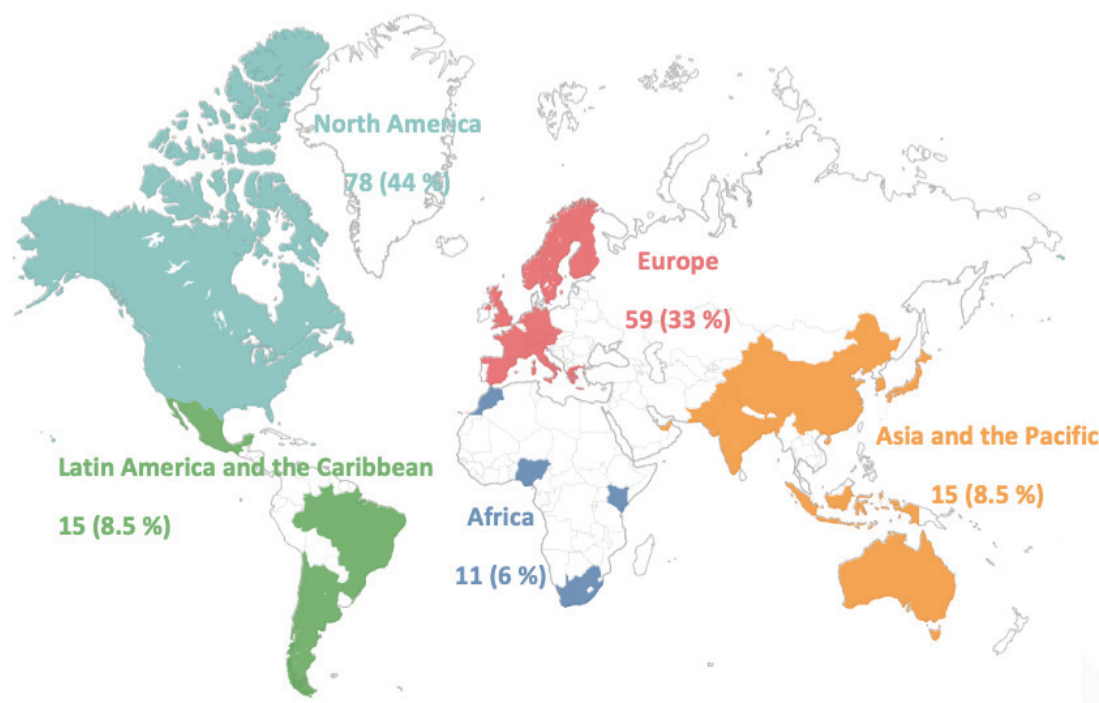 North America
78 (44 %)
Europe
59 (33 %)
Asia and the Pacific
15 (8.5 %)
Latin America and the Caribbean
15 (8.5 %)
Africa
11 (6 %)